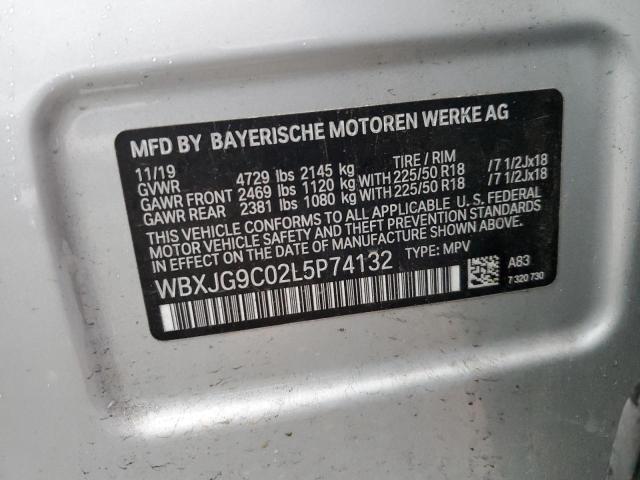 MFD BY BAYERISCHE MOTOREN WERKE AG
11/19 TIRE / RIM
GVWR 4729 lbs 2145 kg
GAWR FRONT 2469 lbs 1120 kg WITH 225/50 R18 /7 1/2Jx18
GAWR REAR 2381 lbs 1080 kg WITH 225/50 R18 /7 1/2Jx18
THIS VEHICLE CONFORMS TO ALL APPLICABLE U. S. FEDERAL
MOTOR VEHICLE SAFETY AND THEFT PREVENTION STANDARDS
IN EFFECT ON THE DATE OF MANUFACTURE SHOWN ABOVE.
WBXJG9C02L5P74132 TYPE: MPV
A83
7 320 730